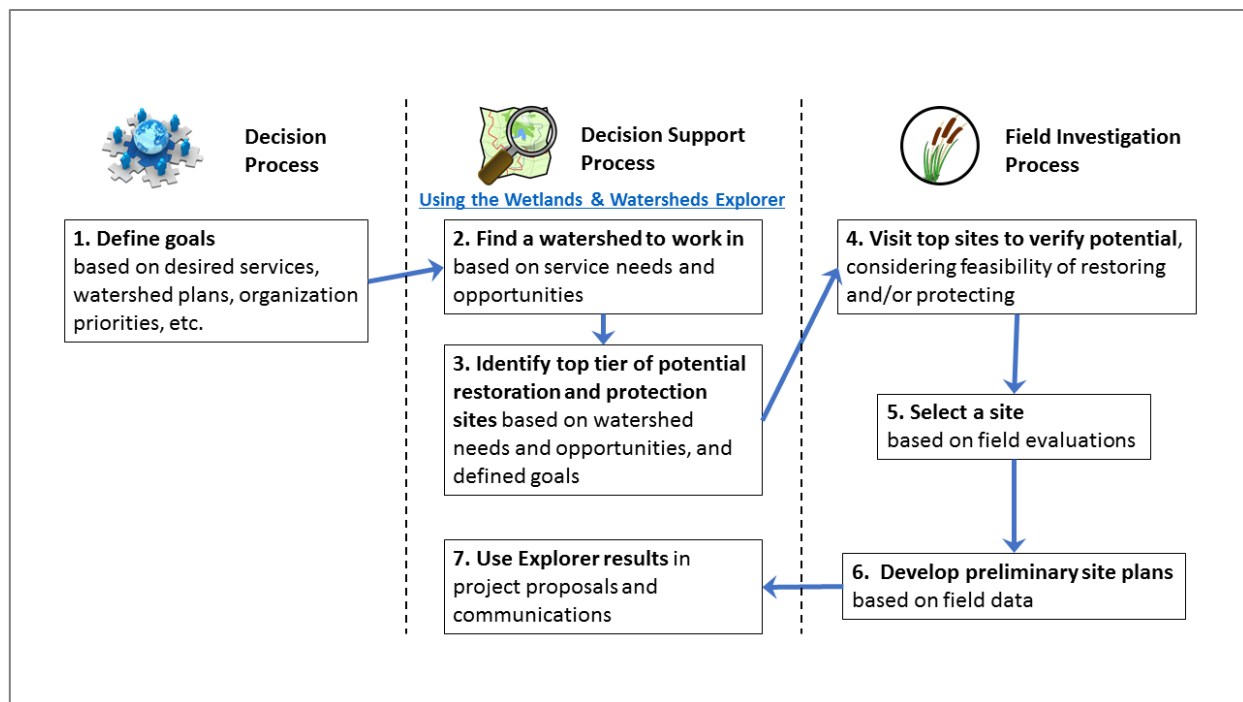 Decision
Process
Decision Support
Process
Using the Wetlands & Watersheds Explorer
Field Investigation
Process
1. Define goals
based on desired services,
watershed plans, organization
priorities, etc.
2. Find a watershed to work in
based on service needs and
opportunities
3. Identify top tier of potential
restoration and protection
sites based on watershed
needs and opportunities, and
defined goals
4. Visit top sites to verify potential,
considering feasibility of restoring
and/or protecting
5. Select a site
based on field evaluations
6. Develop preliminary site plans
based on field data
7. Use Explorer results in
project proposals and
communications